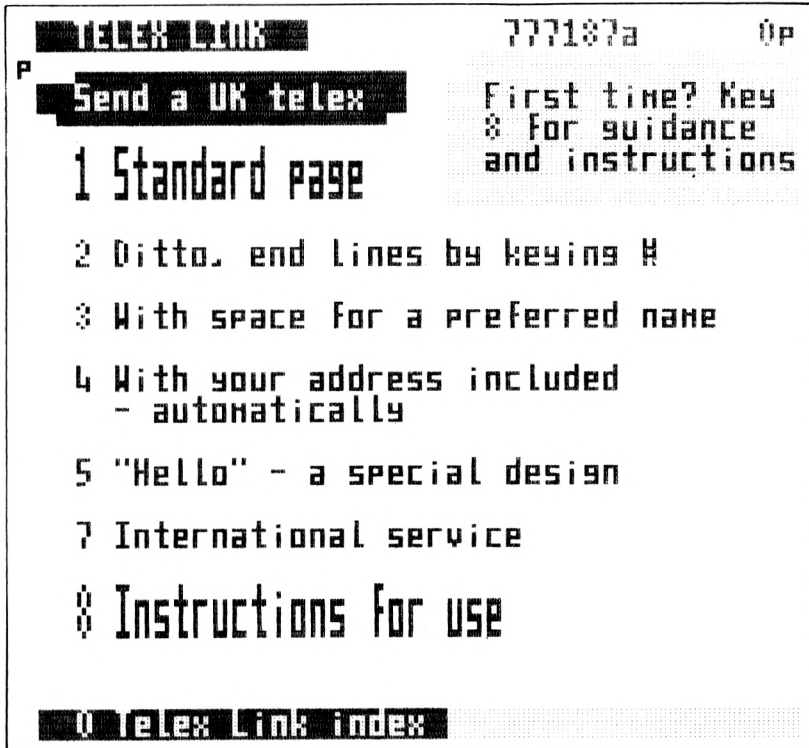 TELEX LINK 777187a 0p
P
Send a UK telex
First time? Key
8 for guidance
and instructions
1 Standard page
2 Ditto, end lines by keying #
3 With space for a preferred name
4 With your address included
- automatically
5 "Hello" - a special design
7 International service
8 Instructions for use
0 Telex Link index